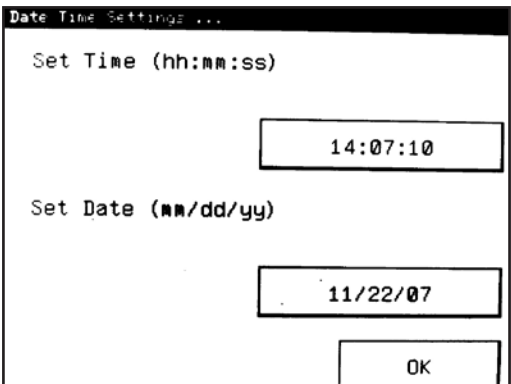 Date Time Settings ...
Set Time (hh:mm:ss)
14:07:10
Set Date (mm/dd/yy)
11/22/07
OK